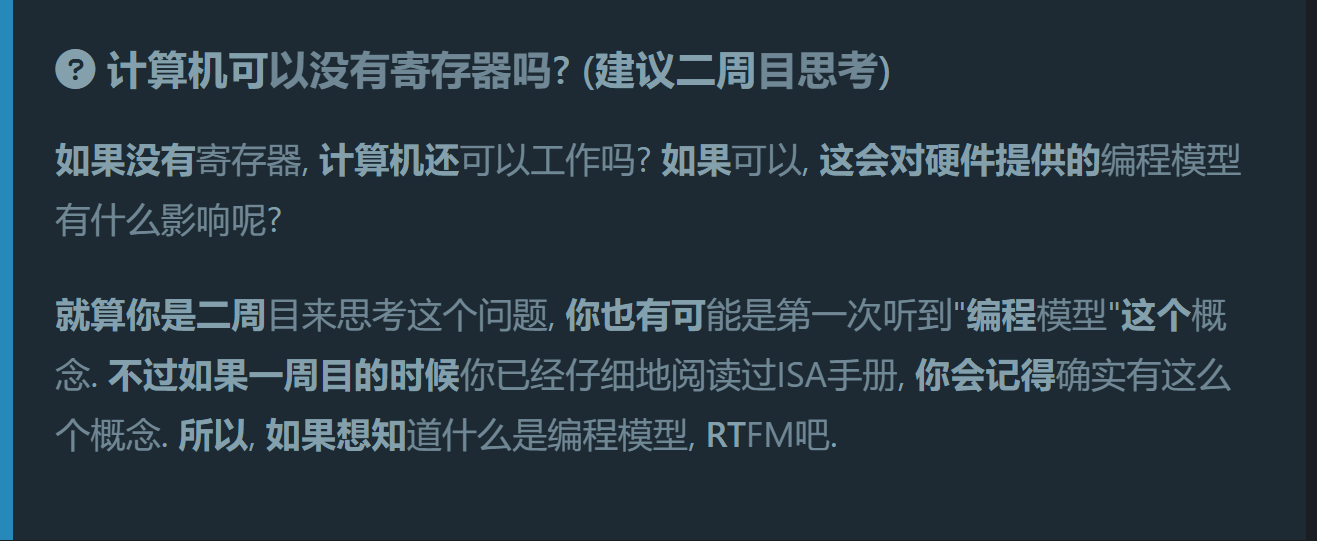 计算机可以没有寄存器吗? (建议二周目思考)
如果没有寄存器, 计算机还可以工作吗? 如果可以, 这会对硬件提供的编程模型
有什么影响呢?
就算你是二周目来思考这个问题, 你也有可能是第一次听到"编程模型"这个概
念. 不过如果一周目的时候你已经仔细地阅读过ISA手册, 你会记得确实有这么
个概念. 所以, 如果想知道什么是编程模型, RTFM吧.